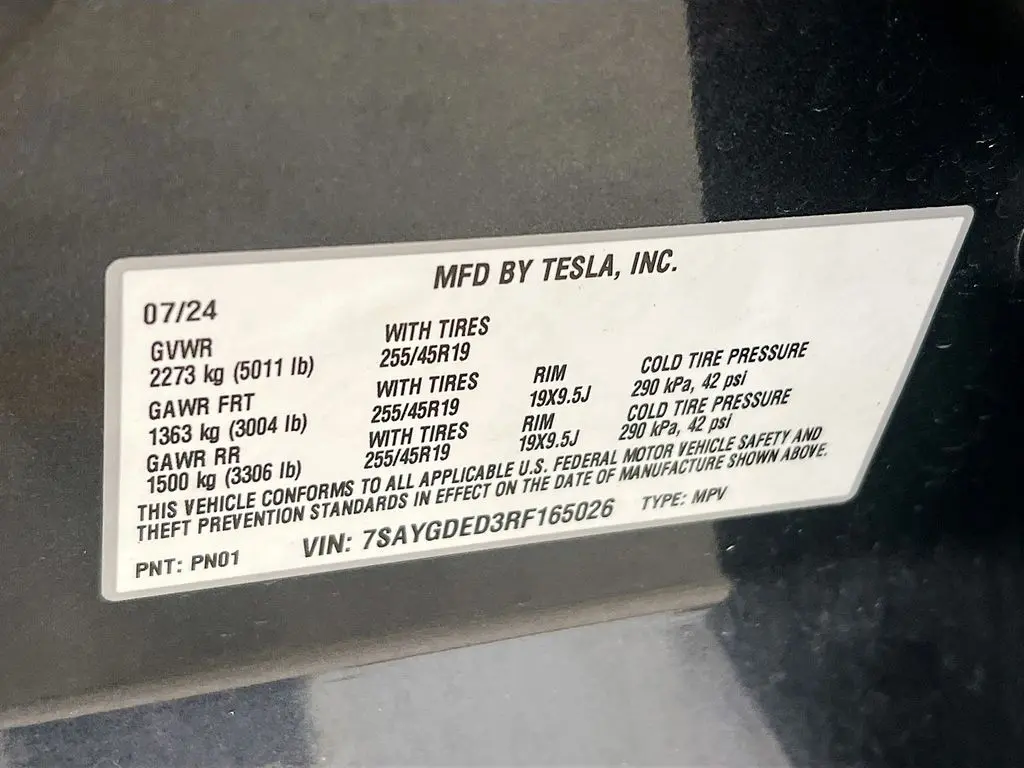 MFD BY TESLA, INC.
07/24
GVWR WITH TIRES
2273 kg (5011 lb) 255/45R19
GAWR FRT WITH TIRES RIM COLD TIRE PRESSURE
1363 kg (3004 lb) 255/45R19 19X9.5J 290 kPa, 42 psi
GAWR RR WITH TIRES RIM COLD TIRE PRESSURE
1500 kg (3306 lb) 255/45R19 19X9.5J 290 kPa, 42 psi
THIS VEHICLE CONFORMS TO ALL APPLICABLE U.S. FEDERAL MOTOR VEHICLE SAFETY AND
THEFT PREVENTION STANDARDS IN EFFECT ON THE DATE OF MANUFACTURE SHOWN ABOVE.
PNT: PN01 VIN: 7SAYGDED3RF165026 TYPE: MPV